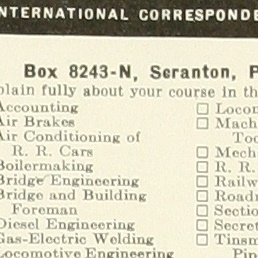 INTERNATIONAL CORRESPONDE
Box 8243-N, Scranton, P
plain fully about your course in th
Accounting
Air Brakes
Air Conditioning of
R. R. Cars
Boilermaking
Bridge Engineering
Bridge and Building
Foreman
Diesel Engineering
Gas-Electric Welding
Locomotive Engineering
Locom
Mach
Too
Mech
R. R.
Railw
Roadm
Sectio
Secret
Tinsm
Pip